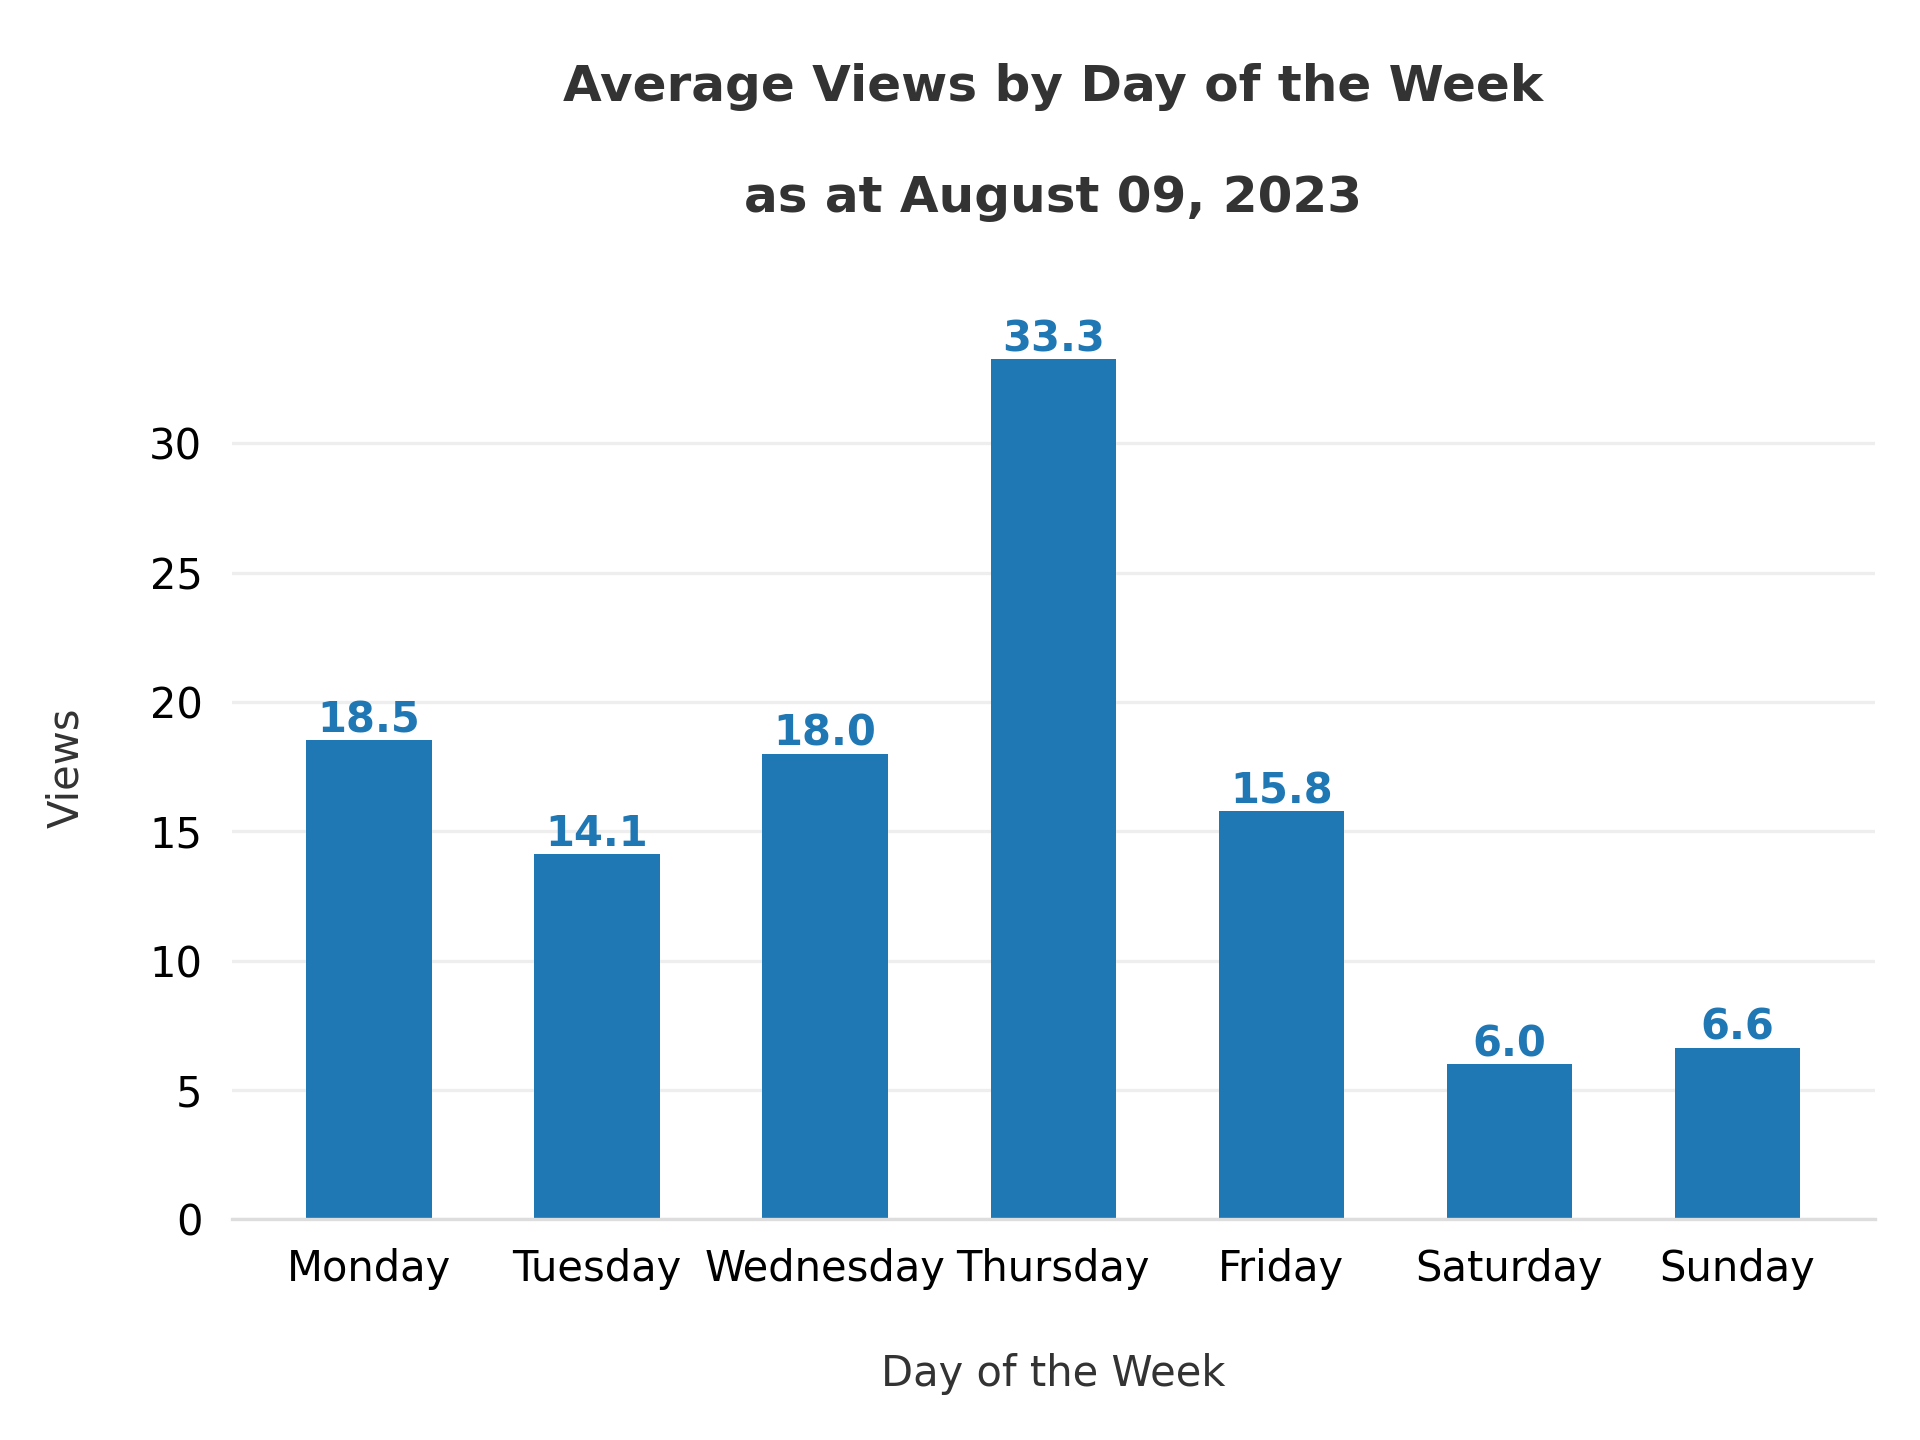 Average Views by Day of the Week
as at August 09, 2023
33.3
30
25
20
18.5
18.0
15.8
15
14.1
10
6.6
6.0
5
0
Views
Monday Tuesday Wednesday Thursday Friday Saturday Sunday
Day of the Week